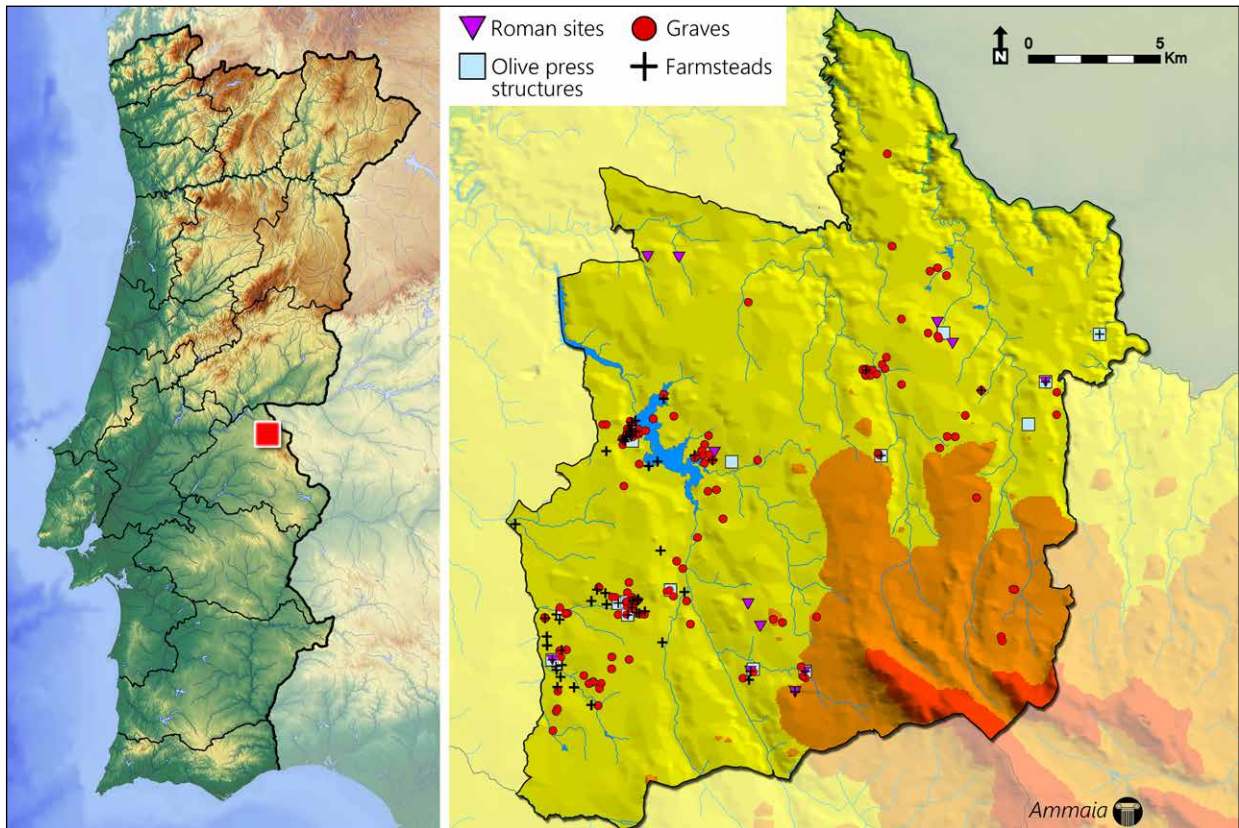 Roman sites
Graves
Olive press
structures
Farmsteads
N
0 5
Km
Ammaia